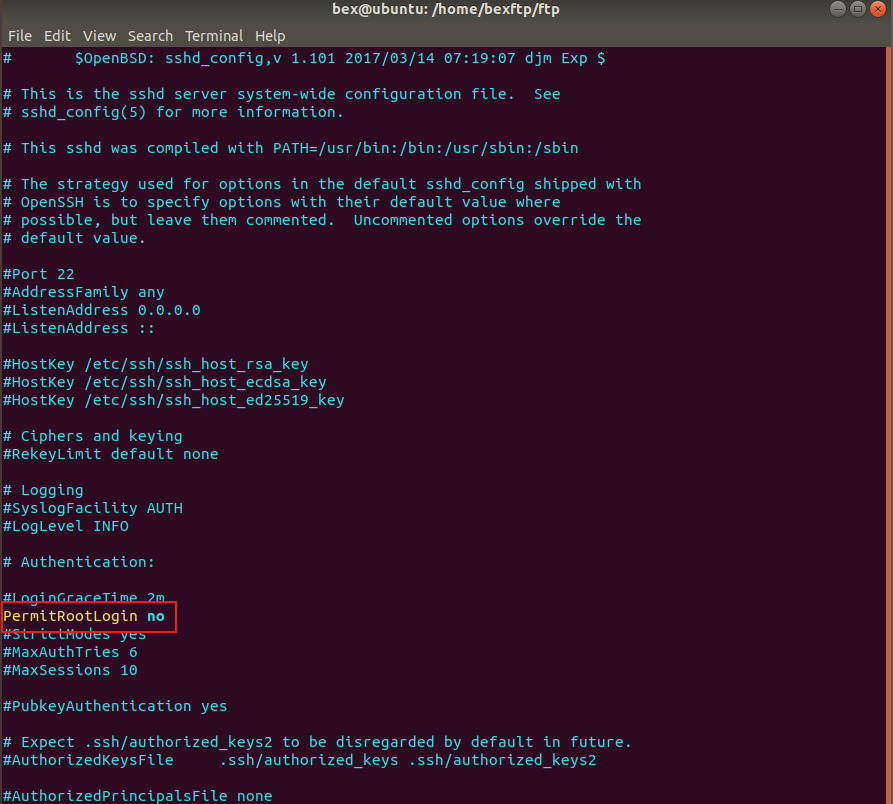 bex@ubuntu: /home/bexftp/ftp
File Edit View Search Terminal Help
#       $OpenBSD: sshd_config,v 1.101 2017/03/14 07:19:07 djm Exp $
# This is the sshd server system-wide configuration file.  See
# sshd_config(5) for more information.
# This sshd was compiled with PATH=/usr/bin:/bin:/usr/sbin:/sbin
# The strategy used for options in the default sshd_config shipped with
# OpenSSH is to specify options with their default value where
# possible, but leave them commented.  Uncommented options override the
# default value.
#Port 22
#AddressFamily any
#ListenAddress 0.0.0.0
#ListenAddress ::
#HostKey /etc/ssh/ssh_host_rsa_key
#HostKey /etc/ssh/ssh_host_ecdsa_key
#HostKey /etc/ssh/ssh_host_ed25519_key
# Ciphers and keying
#RekeyLimit default none
# Logging
#SyslogFacility AUTH
#LogLevel INFO
# Authentication:
#LoginGraceTime 2m
PermitRootLogin no
#StrictModes yes
#MaxAuthTries 6
#MaxSessions 10
#PubkeyAuthentication yes
# Expect .ssh/authorized_keys2 to be disregarded by default in future.
#AuthorizedKeysFile     .ssh/authorized_keys .ssh/authorized_keys2
#AuthorizedPrincipalsFile none